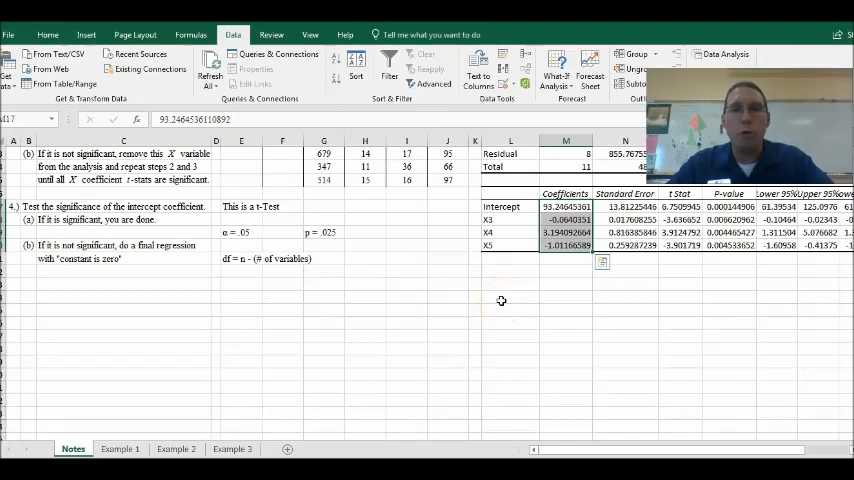 File Home Insert Page Layout Formulas Data Review View Help Tell me what you want to do
From Text/CSV Recent Sources
From Web Existing Connections
From Table/Range
Get & Transform Data
Refresh All
Queries & Connections
Properties
Edit Links
Queries & Connections
Sort
Filter
Clear
Reapply
Advanced
Sort & Filter
Text to Columns
Data Tools
What-If Analysis
Forecast Sheet
Forecast
Group
Data Analysis
M17 fx 93.2464536110892
A B C D E F G H I J K L M N
(b) If it is not significant, remove this X variable 679 14 17 95 Residual 8
from the analysis and repeat steps 2 and 3 347 11 36 66 Total 11
until all X coefficient t-stats are significant. 514 15 16 97
Coefficients Standard Error t Stat P-value Lower 95% Upper 95%
4.) Test the significance of the intercept coefficient. This is a t-Test Intercept 93.24645361 13.81225446 6.7509945 0.000144906 61.39534 125.0976
(a) If it is significant, you are done. X3 -0.0640351 0.017608255 -3.636652 0.006620962 -0.10464 -0.02343
α = .05 p = .025 X4 3.194092664 0.816385846 3.9124792 0.004465427 1.311504 5.076682
(b) If it is not significant, do a final regression X5 -1.01166589 0.259287239 -3.901719 0.004533652 -1.60958 -0.41375
with "constant is zero" df = n - (# of variables)
Notes Example 1 Example 2 Example 3